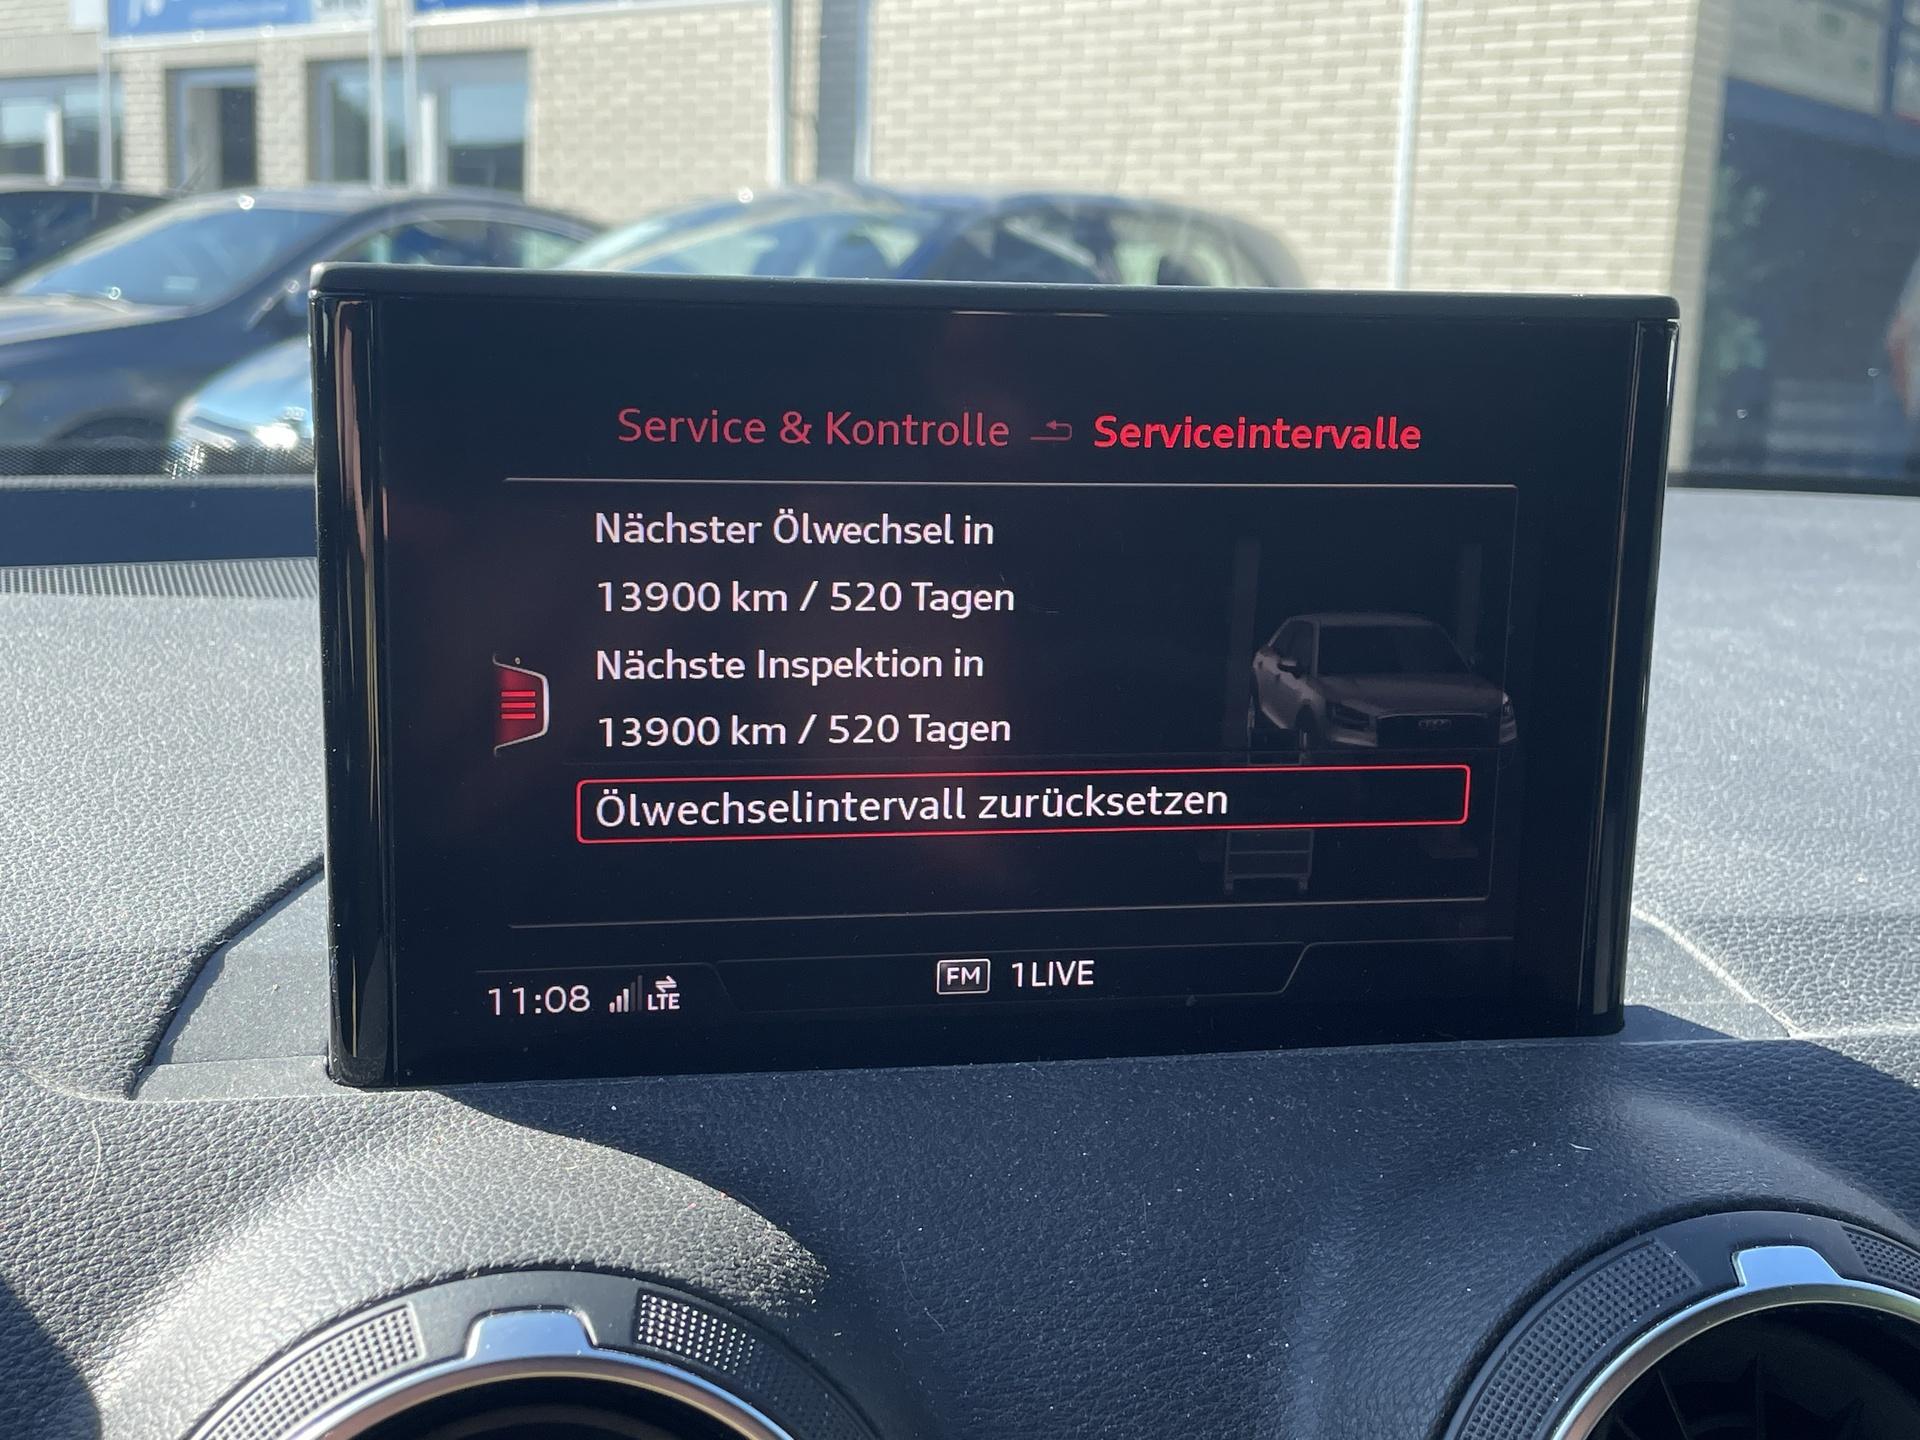 Service & Kontrolle Serviceintervalle
Nächster Ölwechsel in
13900 km / 520 Tagen
Nächste Inspektion in
13900 km / 520 Tagen
Ölwechselintervall zurücksetzen
11:08 LTE FM 1LIVE